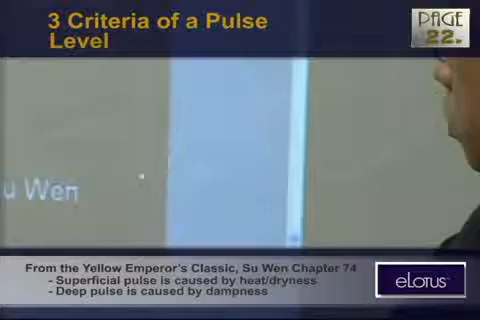 3 Criteria of a Pulse
Level
PAGE
22.
u Wen
From the Yellow Emperor's Classic, Su Wen Chapter 74
- Superficial pulse is caused by heat/dryness
- Deep pulse is caused by dampness
eLotus